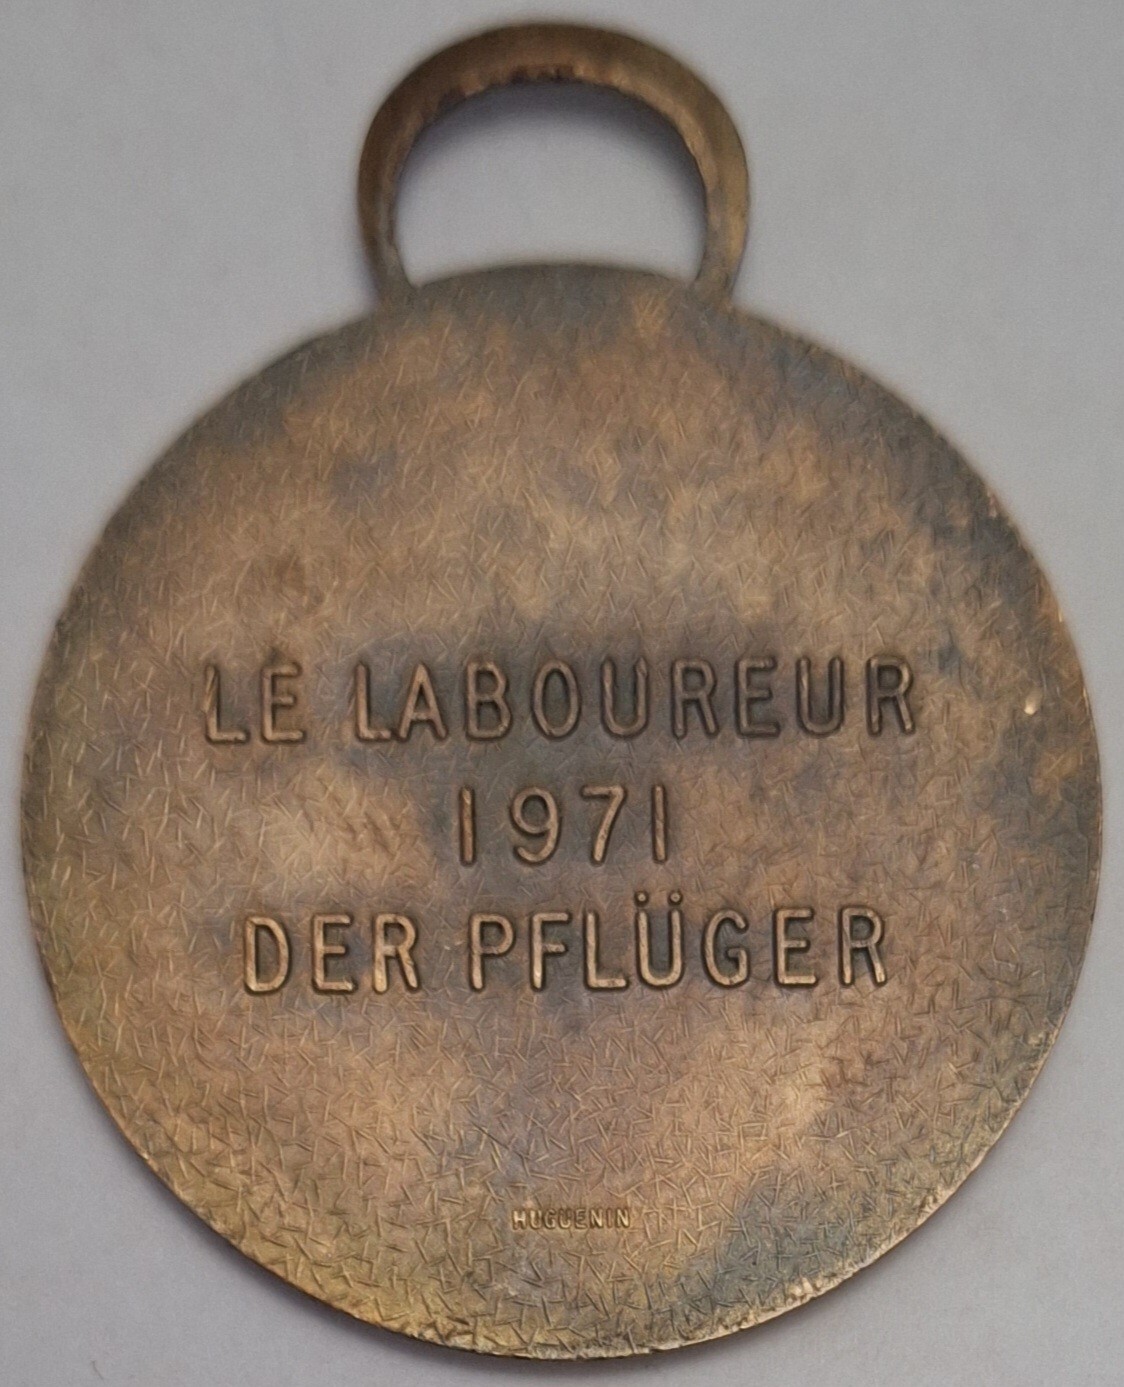 LE LABOUREUR
1971
DER PFLÜGER
HUGUENIN